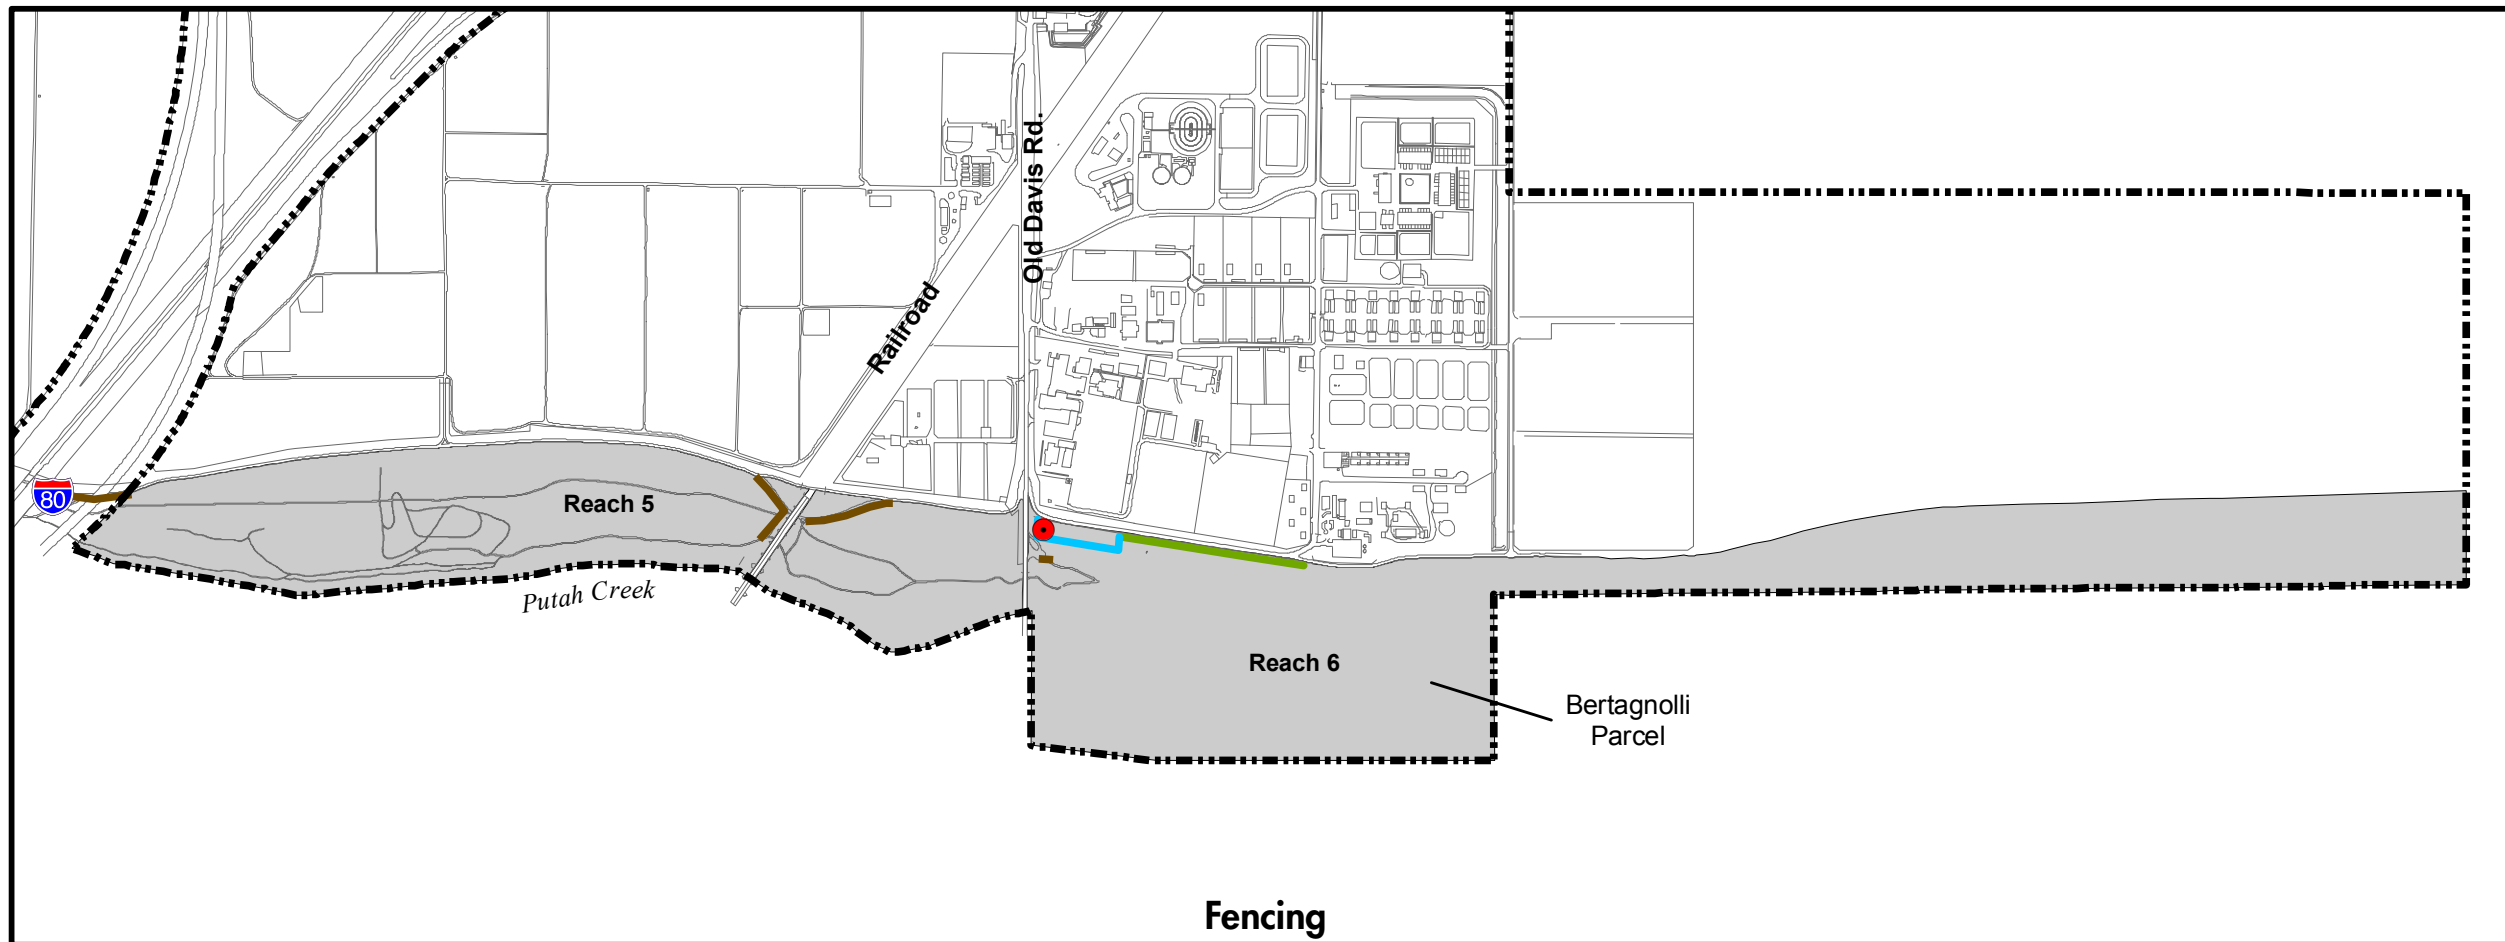 Old Davis Rd.
Railroad
80
Reach 5
Putah Creek
Reach 6
Bertagnolli
Parcel
Fencing